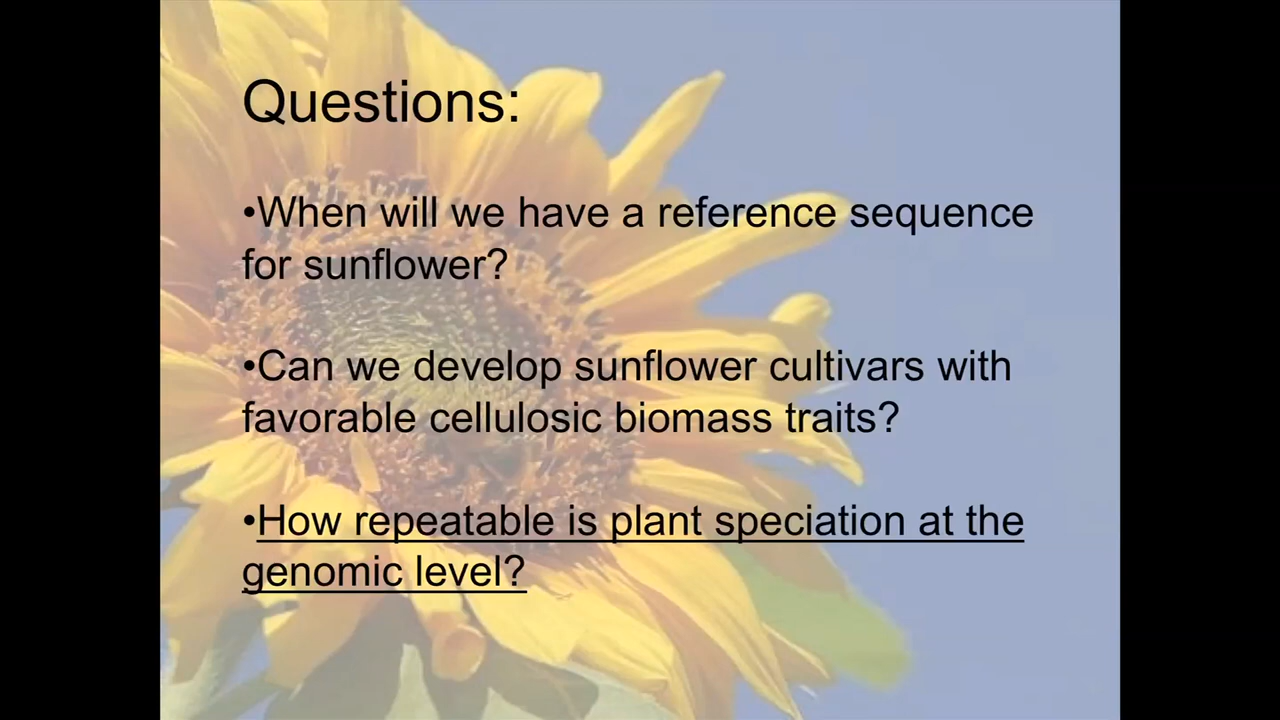 Questions:
•When will we have a reference sequence
for sunflower?
•Can we develop sunflower cultivars with
favorable cellulosic biomass traits?
•How repeatable is plant speciation at the
genomic level?